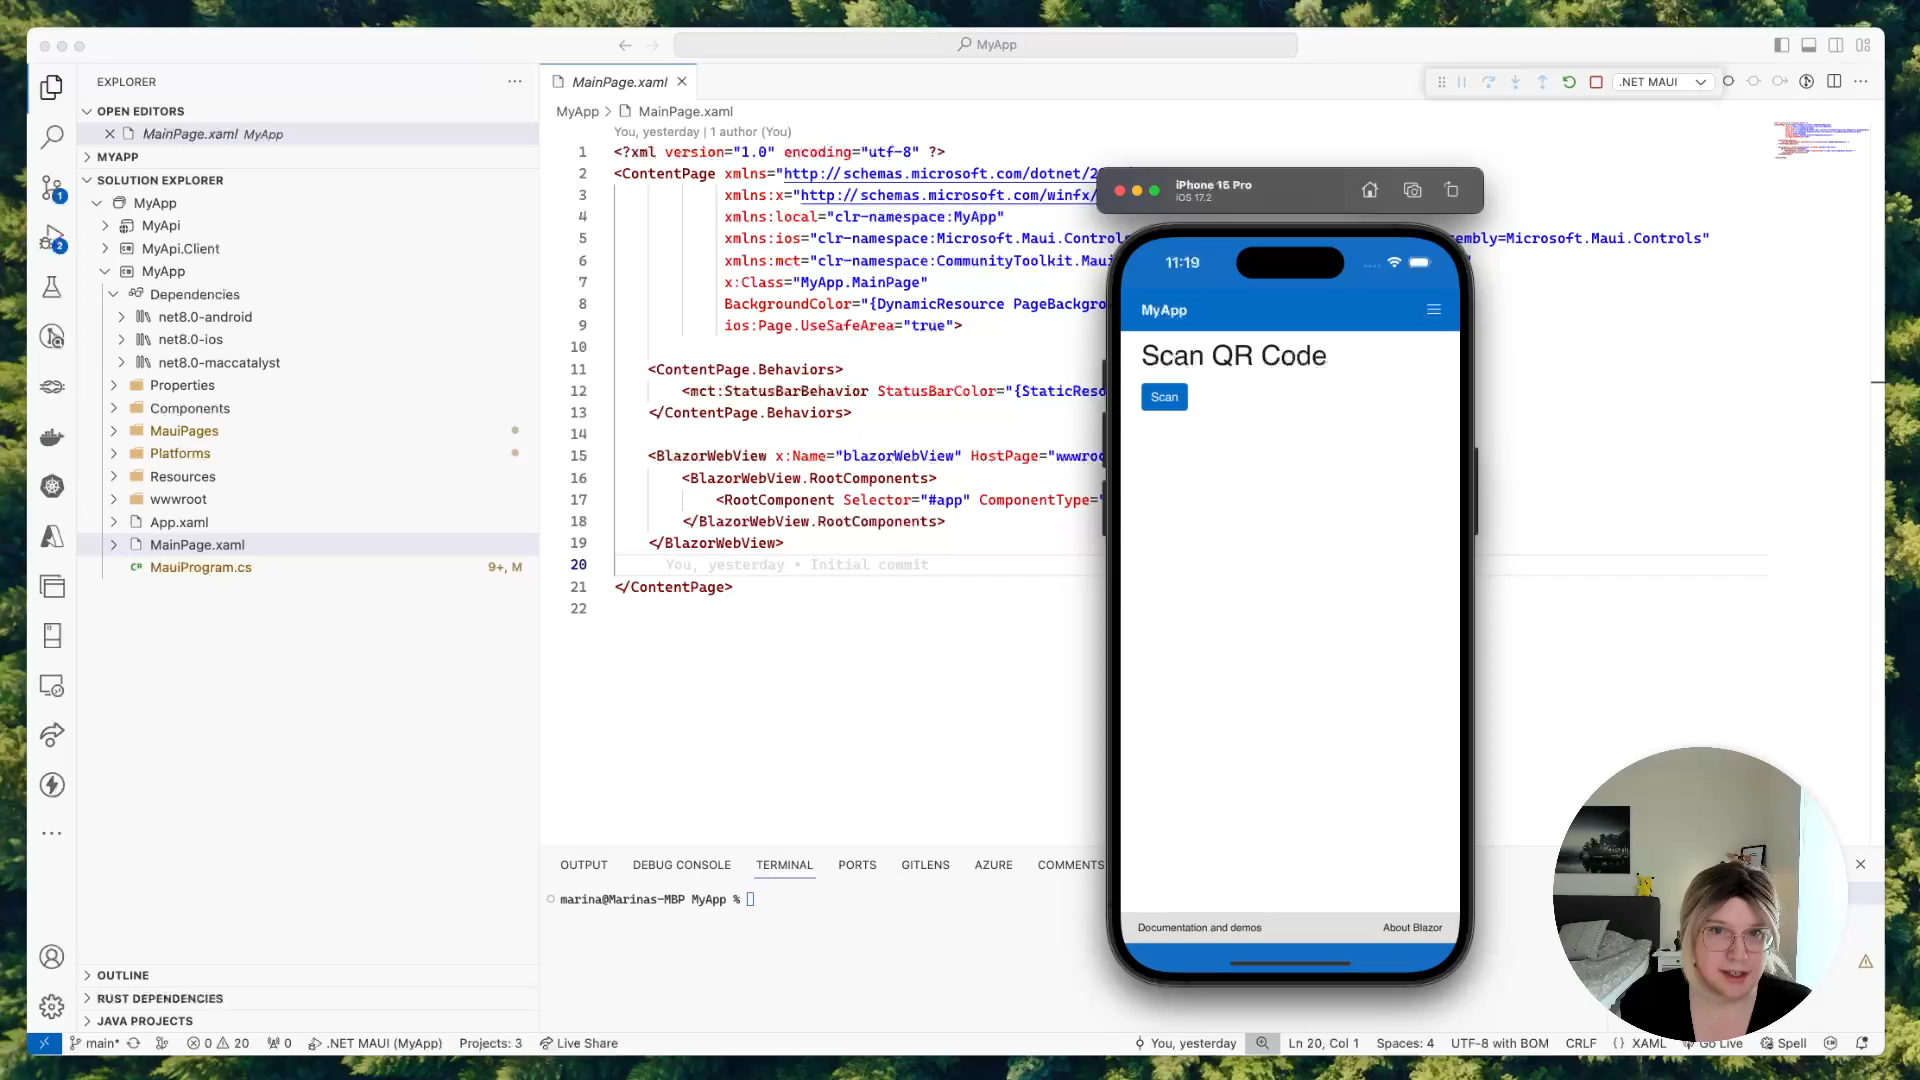 MyApp
EXPLORER
OPEN EDITORS
MainPage.xaml MyApp
MYAPP
1
SOLUTION EXPLORER
MyApp
MyApi
2
MyApi.Client
MyApp
Dependencies
net8.0-android
net8.0-ios
net8.0-maccatalyst
Properties
Components
MauiPages
Platforms
Resources
wwwroot
App.xaml
MainPage.xaml
MauiProgram.cs 9+, M
OUTLINE
RUST DEPENDENCIES
JAVA PROJECTS
MainPage.xaml
.NET MAUI
MyApp > MainPage.xaml
You, yesterday | 1 author (You)
1 <?xml version="1.0" encoding="utf-8" ?>
2 <ContentPage xmlns="http://schemas.microsoft.com/dotnet/2
3 xmlns:x="http://schemas.microsoft.com/winfx/
4 xmlns:local="clr-namespace:MyApp"
5 xmlns:ios="clr-namespace:Microsoft.Maui.Controls embly=Microsoft.Maui.Controls"
6 xmlns:mct="clr-namespace:CommunityToolkit.Maui "
7 x:Class="MyApp.MainPage"
8 BackgroundColor="{DynamicResource PageBackgro
9 ios:Page.UseSafeArea="true">
10
11 <ContentPage.Behaviors>
12 <mct:StatusBarBehavior StatusBarColor="{StaticReso
13 </ContentPage.Behaviors>
14
15 <BlazorWebView x:Name="blazorWebView" HostPage="wwwroo
16 <BlazorWebView.RootComponents>
17 <RootComponent Selector="#app" ComponentType="
18 </BlazorWebView.RootComponents>
19 </BlazorWebView>
20 You, yesterday • Initial commit
21 </ContentPage>
22
iPhone 15 Pro
iOS 17.2
11:19
MyApp
Scan QR Code
Scan
Documentation and demos About Blazor
OUTPUT DEBUG CONSOLE TERMINAL PORTS GITLENS AZURE COMMENTS
marina@Marinas-MBP MyApp %
main* 0 20 0 .NET MAUI (MyApp) Projects: 3 Live Share You, yesterday Ln 20, Col 1 Spaces: 4 UTF-8 with BOM CRLF {} XAML Go Live Spell